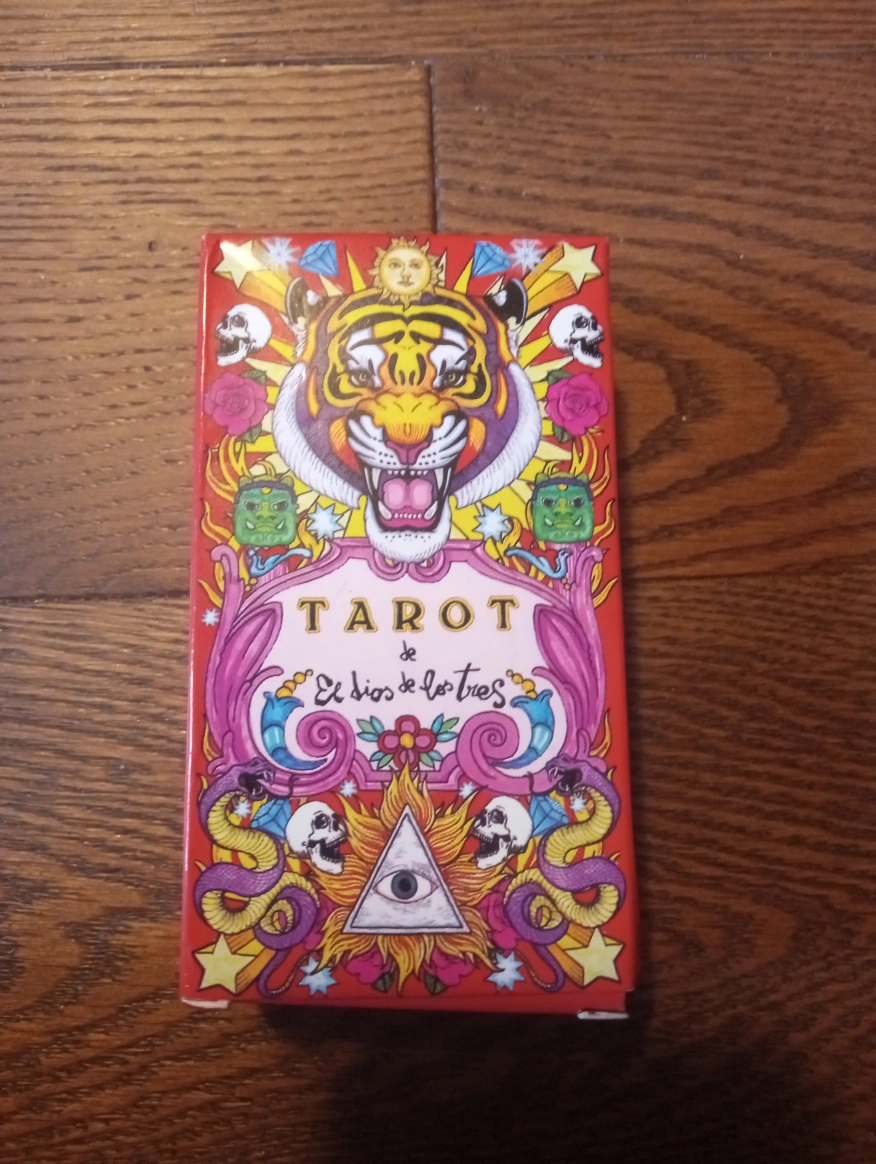 TAROT
de
El dios de los tres